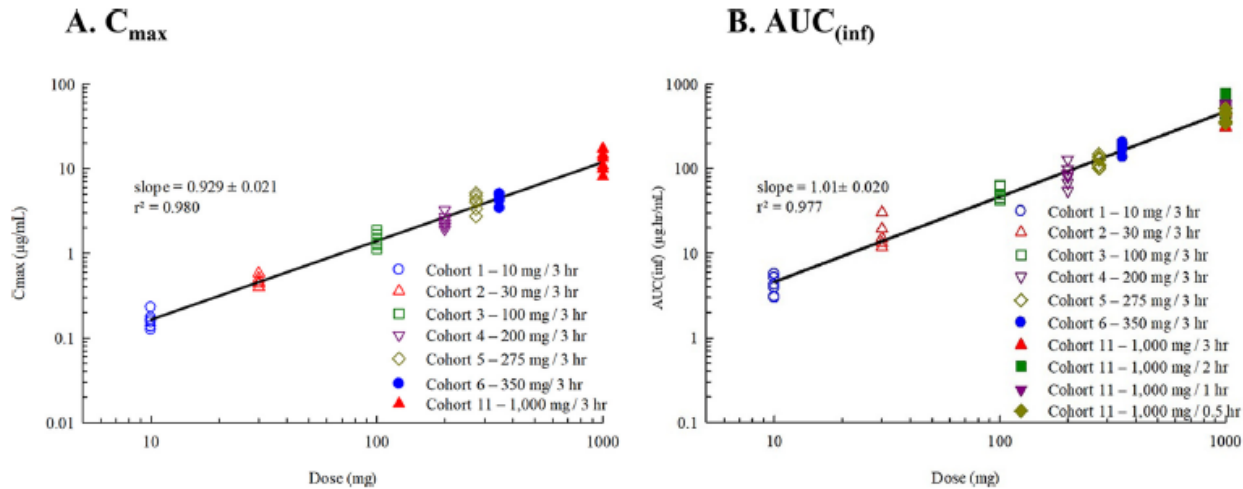 A. Cmax
100
10
1
0.1
0.01
Cmax (µg/mL)
slope = 0.929 ± 0.021
r² = 0.980
Cohort 1 – 10 mg / 3 hr
Cohort 2 – 30 mg / 3 hr
Cohort 3 – 100 mg / 3 hr
Cohort 4 – 200 mg / 3 hr
Cohort 5 – 275 mg / 3 hr
Cohort 6 – 350 mg/ 3 hr
Cohort 11 – 1,000 mg / 3 hr
10 100 1000
Dose (mg)
B. AUC(inf)
1000
100
10
1
0.1
AUC(inf) (µg.hr/mL)
slope = 1.01± 0.020
r² = 0.977
Cohort 1 – 10 mg / 3 hr
Cohort 2 – 30 mg / 3 hr
Cohort 3 – 100 mg / 3 hr
Cohort 4 – 200 mg / 3 hr
Cohort 5 – 275 mg / 3 hr
Cohort 6 – 350 mg / 3 hr
Cohort 11 – 1,000 mg / 3 hr
Cohort 11 – 1,000 mg / 2 hr
Cohort 11 – 1,000 mg / 1 hr
Cohort 11 – 1,000 mg / 0.5 hr
10 100 1000
Dose (mg)